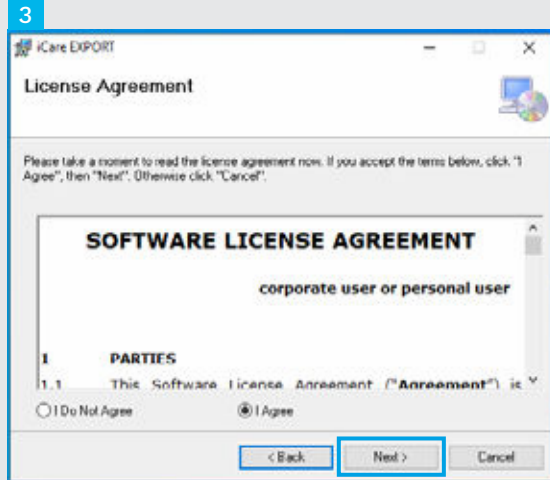 3
iCare EXPORT
License Agreement
Please take a moment to read the license agreement now. If you accept the terms below, click "I
Agree", then "Next". Otherwise click "Cancel".
SOFTWARE LICENSE AGREEMENT
corporate user or personal user
1 PARTIES
1.1 This Software License Agreement ("Agreement") is
I Do Not Agree I Agree
< Back Next > Cancel